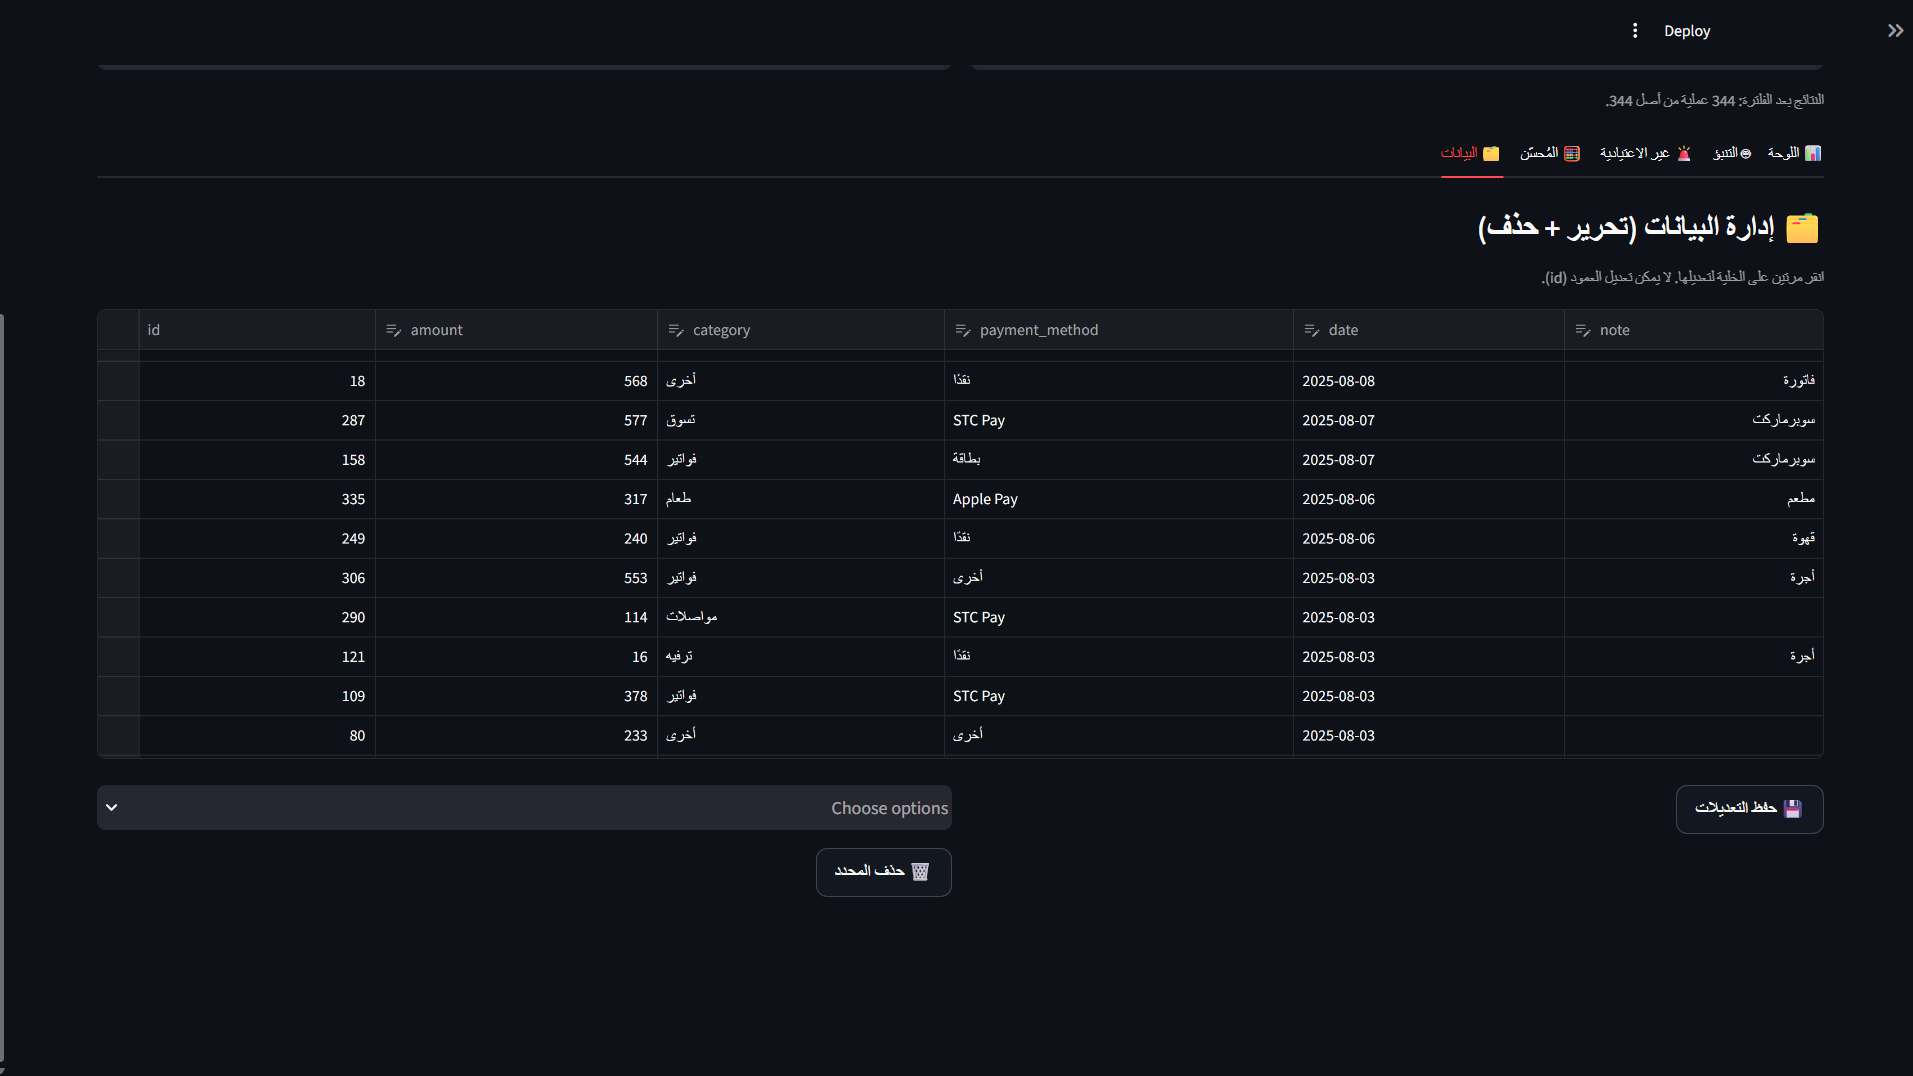 Deploy
النتائج بعد الفلترة: 344 عملية من أصل 344.
📊 اللوحة 🤓 التنبؤ 🚨 غير الاعتيادية 🧮 المُحسّن 🗂️ البيانات
🗂️ إدارة البيانات (تحرير + حذف)
انقر مرتين على الخلية لتعديلها. لا يمكن تعديل العمود (id).
id amount category payment_method date note
18 568 أخرى نقدًا 2025-08-08 فاتورة
287 577 تسوق STC Pay 2025-08-07 سوبرماركت
158 544 فواتير بطاقة 2025-08-07 سوبرماركت
335 317 طعام Apple Pay 2025-08-06 مطعم
249 240 فواتير نقدًا 2025-08-06 قهوة
306 553 فواتير أخرى 2025-08-03 أجرة
290 114 مواصلات STC Pay 2025-08-03
121 16 ترفيه نقدًا 2025-08-03 أجرة
109 378 فواتير STC Pay 2025-08-03
80 233 أخرى أخرى 2025-08-03
💾 حفظ التعديلات
Choose options
🗑️ حذف المحدد